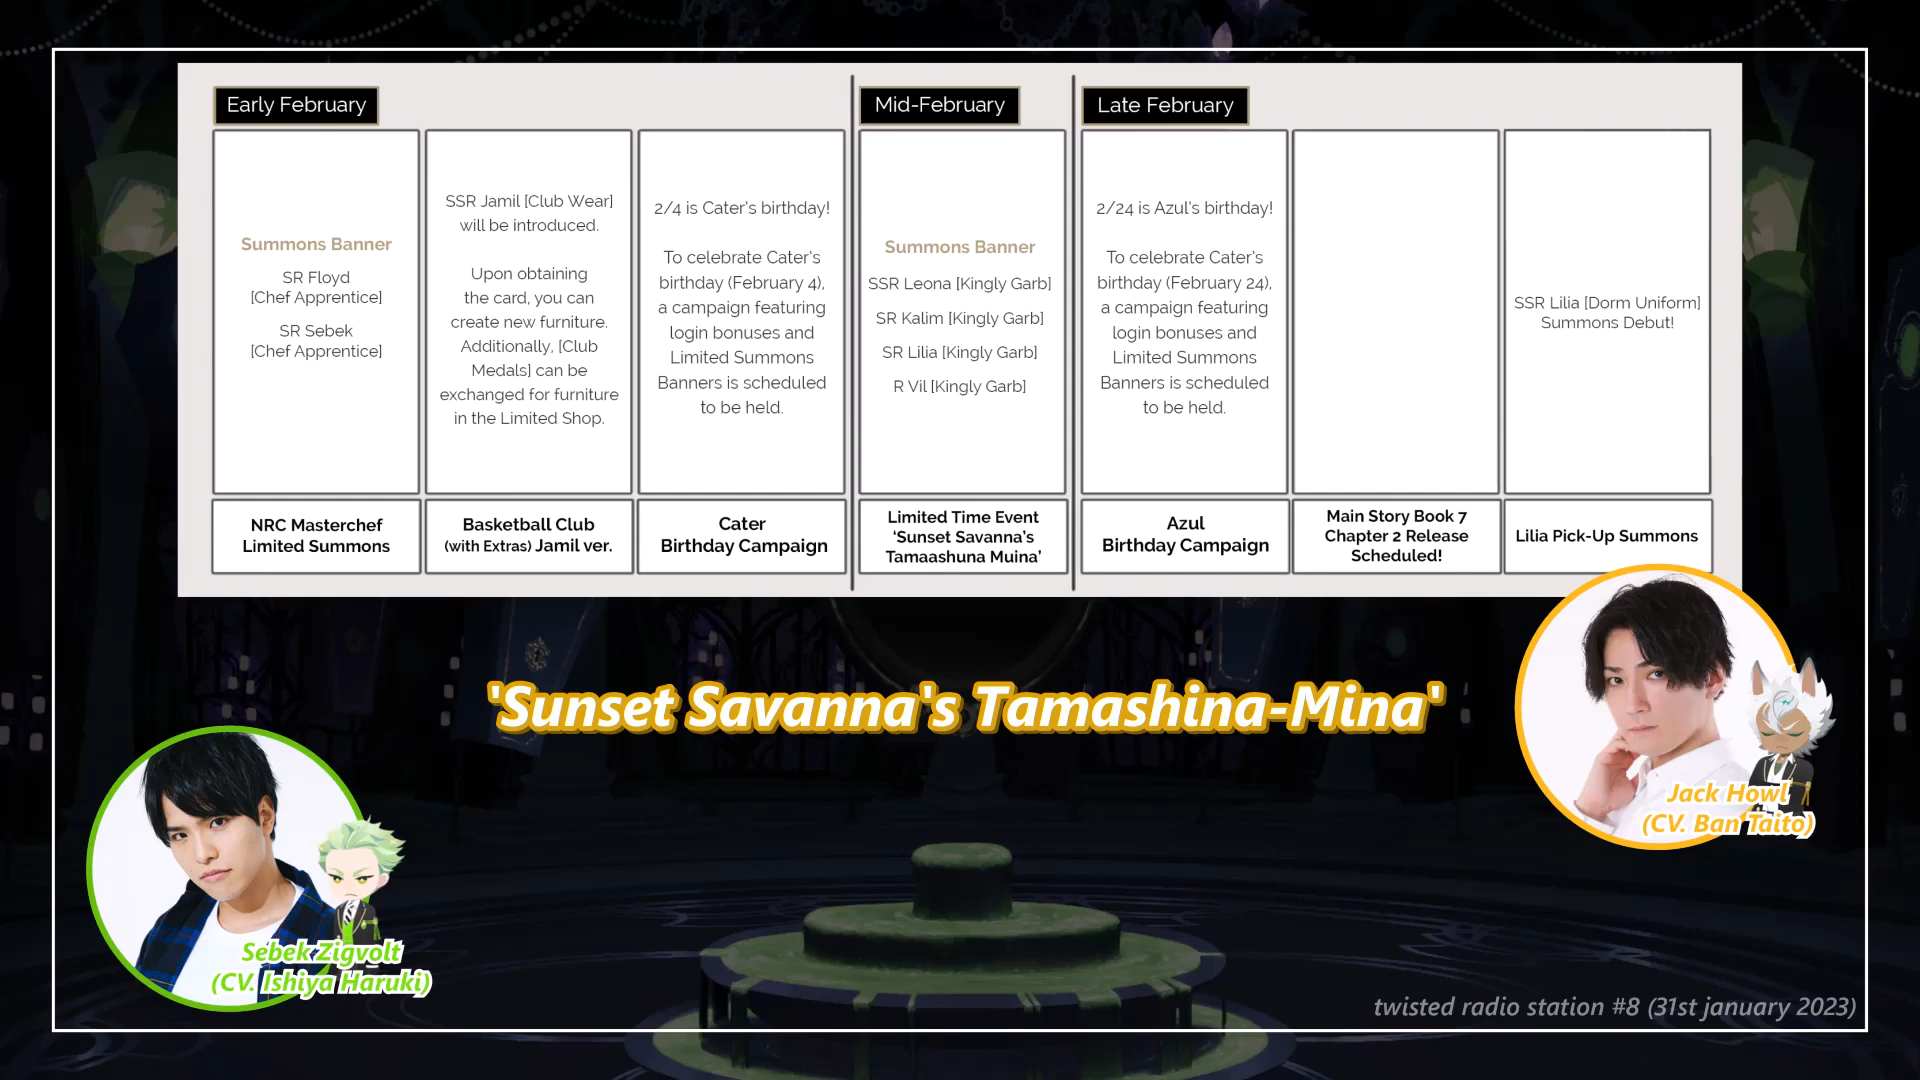 Early February
Summons Banner
SR Floyd
[Chef Apprentice]
SR Sebek
[Chef Apprentice]
NRC Masterchef
Limited Summons
SSR Jamil [Club Wear]
will be introduced.
Upon obtaining
the card, you can
create new furniture.
Additionally, [Club
Medals] can be
exchanged for furniture
in the Limited Shop.
Basketball Club
(with Extras) Jamil ver.
2/4 is Cater's birthday!
To celebrate Cater's
birthday (February 4),
a campaign featuring
login bonuses and
Limited Summons
Banners is scheduled
to be held.
Cater
Birthday Campaign
Mid-February
Summons Banner
SSR Leona [Kingly Garb]
SR Kalim [Kingly Garb]
SR Lilia [Kingly Garb]
R Vil [Kingly Garb]
Limited Time Event
‘Sunset Savanna’s
Tamaashuna Muina’
Late February
2/24 is Azul's birthday!
To celebrate Cater's
birthday (February 24),
a campaign featuring
login bonuses and
Limited Summons
Banners is scheduled
to be held.
Azul
Birthday Campaign
Main Story Book 7
Chapter 2 Release
Scheduled!
SSR Lilia [Dorm Uniform]
Summons Debut!
Lilia Pick-Up Summons
'Sunset Savanna's Tamashina-Mina'
Jack Howl
(CV. Ban Taito)
Sebek Zigvolt
(CV. Ishiya Haruki)
twisted radio station #8 (31st january 2023)